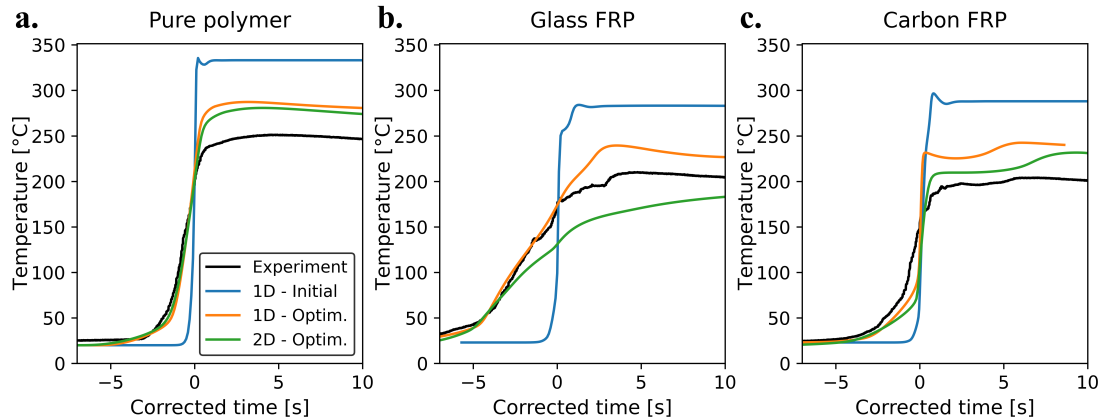 a. Pure polymer
b. Glass FRP
c. Carbon FRP
Temperature [°C]
350
300
250
200
150
100
50
0
−5 0 5 10
Corrected time [s]
Experiment
1D - Initial
1D - Optim.
2D - Optim.
Temperature [°C]
350
300
250
200
150
100
50
0
−5 0 5 10
Corrected time [s]
Temperature [°C]
350
300
250
200
150
100
50
0
−5 0 5 10
Corrected time [s]